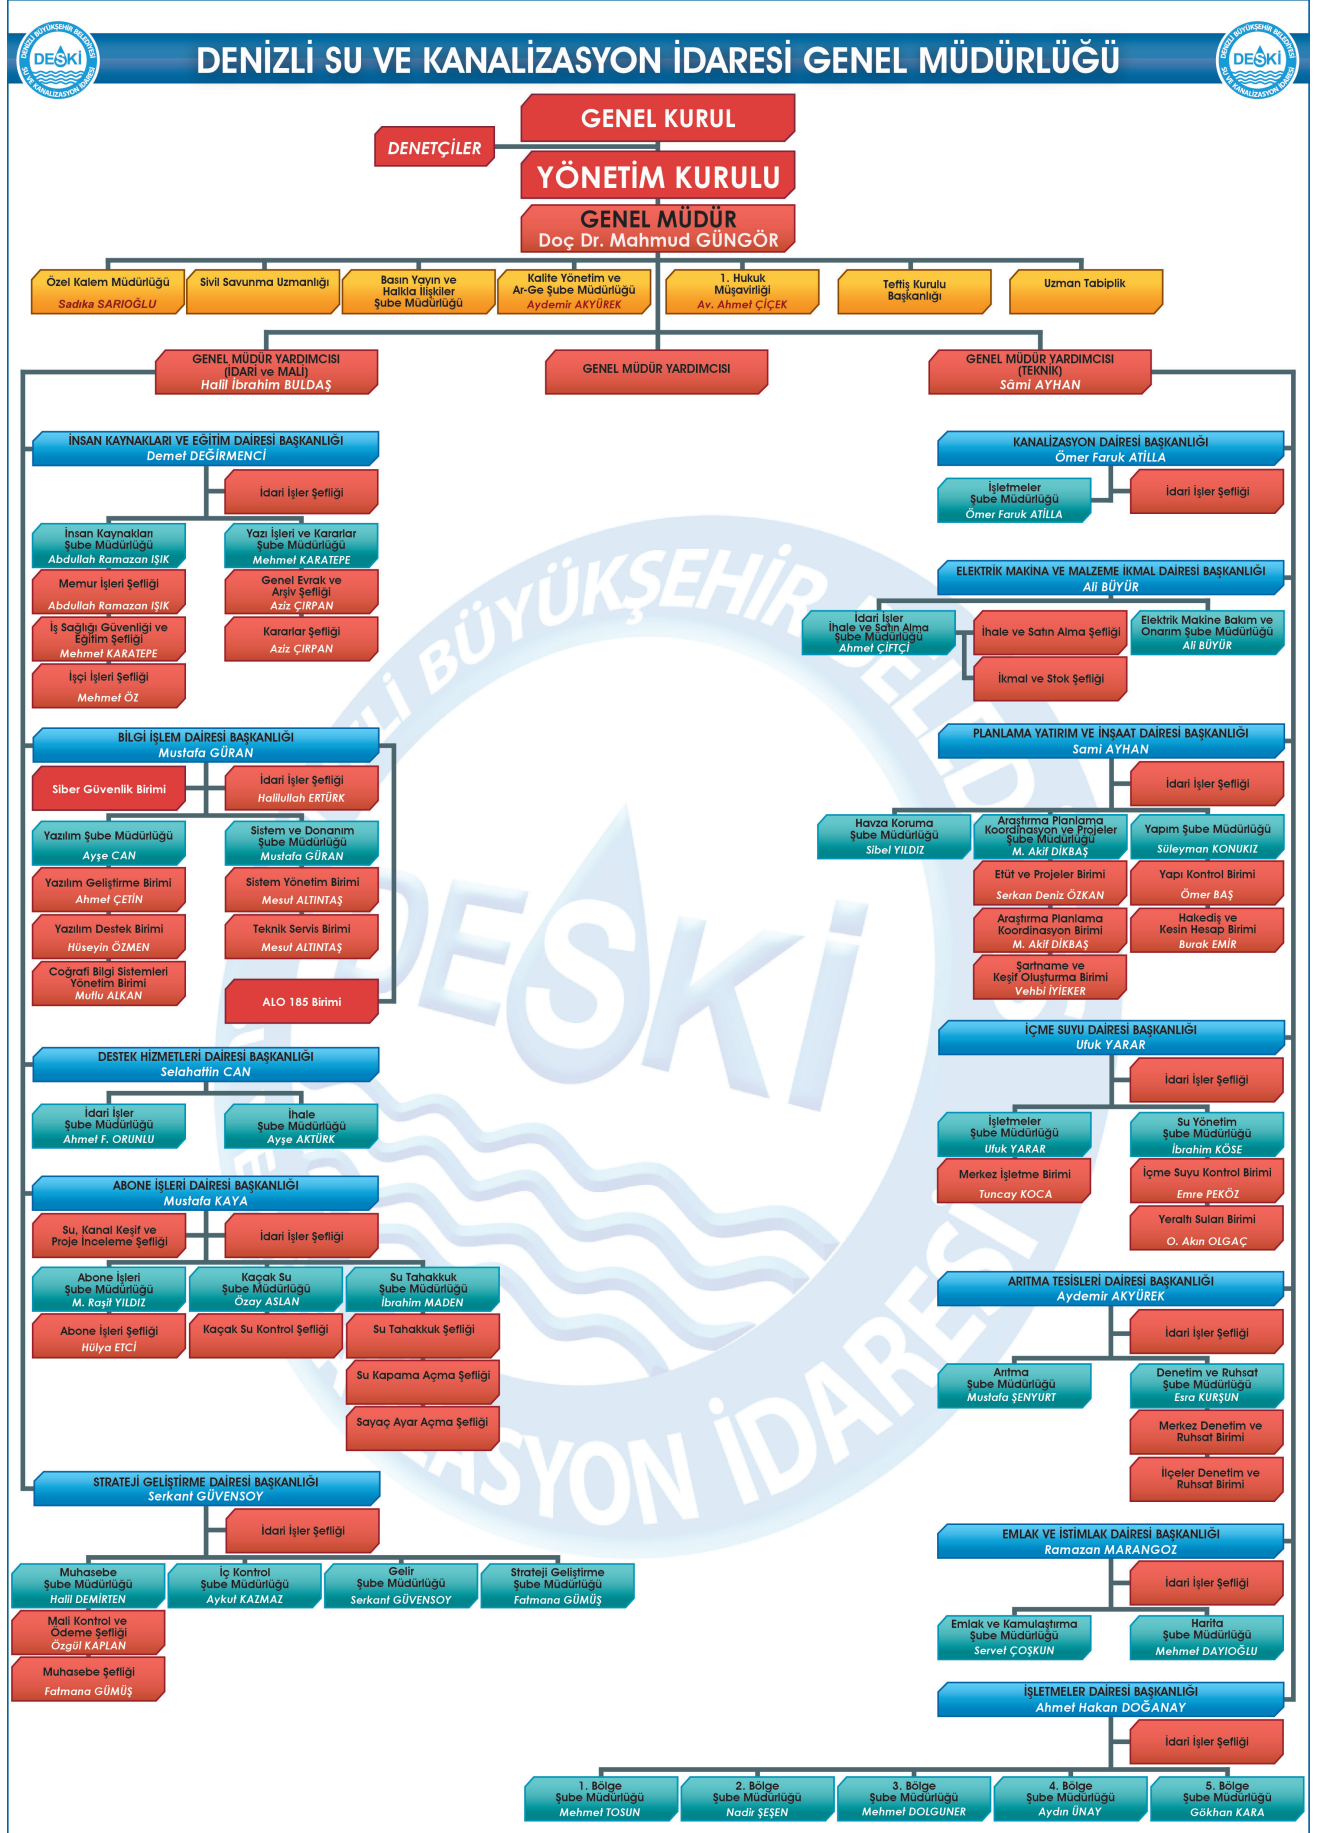 DENİZLİ BÜYÜKŞEHİR BELEDİYESİ
DESKİ
SU VE KANALİZASYON İDARESİ
DENİZLİ SU VE KANALİZASYON İDARESİ GENEL MÜDÜRLÜĞÜ
DENİZLİ BÜYÜKŞEHİR BELEDİYESİ
DESKİ
SU VE KANALİZASYON İDARESİ
GENEL KURUL
DENETÇİLER
YÖNETİM KURULU
GENEL MÜDÜR
Doç Dr. Mahmud GÜNGÖR
Özel Kalem Müdürlüğü
Sadıka SARIOĞLU
Sivil Savunma Uzmanlığı
Basın Yayın ve
Halkla İlişkiler
Şube Müdürlüğü
Kalite Yönetim ve
Ar-Ge Şube Müdürlüğü
Aydemir AKYÜREK
1. Hukuk
Müşavirliği
Av. Ahmet ÇİÇEK
Teftiş Kurulu
Başkanlığı
Uzman Tabiplik
GENEL MÜDÜR YARDIMCISI
(İDARİ ve MALİ)
Halil İbrahim BULDAŞ
GENEL MÜDÜR YARDIMCISI
GENEL MÜDÜR YARDIMCISI
(TEKNİK)
Sâmi AYHAN
İNSAN KAYNAKLARI VE EĞİTİM DAİRESİ BAŞKANLIĞI
Demet DEĞİRMENCİ
İdari İşler Şefliği
İnsan Kaynakları
Şube Müdürlüğü
Abdullah Ramazan IŞIK
Yazı İşleri ve Kararlar
Şube Müdürlüğü
Mehmet KARATEPE
Memur İşleri Şefliği
Abdullah Ramazan IŞIK
Genel Evrak ve
Arşiv Şefliği
Aziz ÇIRPAN
İş Sağlığı Güvenliği ve
Eğitim Şefliği
Mehmet KARATEPE
Kararlar Şefliği
Aziz ÇIRPAN
İşçi İşleri Şefliği
Mehmet ÖZ
BİLGİ İŞLEM DAİRESİ BAŞKANLIĞI
Mustafa GÜRAN
Siber Güvenlik Birimi
İdari İşler Şefliği
Halilullah ERTÜRK
Yazılım Şube Müdürlüğü
Ayşe CAN
Sistem ve Donanım
Şube Müdürlüğü
Mustafa GÜRAN
Yazılım Geliştirme Birimi
Ahmet ÇETİN
Sistem Yönetim Birimi
Mesut ALTINTAŞ
Yazılım Destek Birimi
Hüseyin ÖZMEN
Teknik Servis Birimi
Mesut ALTINTAŞ
Coğrafi Bilgi Sistemleri
Yönetim Birimi
Mutlu ALKAN
ALO 185 Birimi
DESTEK HİZMETLERİ DAİRESİ BAŞKANLIĞI
Selahattin CAN
İdari İşler
Şube Müdürlüğü
Ahmet F. ORUNLU
İhale
Şube Müdürlüğü
Ayşe AKTÜRK
ABONE İŞLERİ DAİRESİ BAŞKANLIĞI
Mustafa KAYA
Su, Kanal Keşif ve
Proje İnceleme Şefliği
İdari İşler Şefliği
Abone İşleri
Şube Müdürlüğü
M. Raşit YILDIZ
Kaçak Su
Şube Müdürlüğü
Özay ASLAN
Su Tahakkuk
Şube Müdürlüğü
İbrahim MADEN
Abone İşleri Şefliği
Hülya ETCİ
Kaçak Su Kontrol Şefliği
Su Tahakkuk Şefliği
Su Kapama Açma Şefliği
Sayaç Ayar Açma Şefliği
STRATEJİ GELİŞTİRME DAİRESİ BAŞKANLIĞI
Serkant GÜVENSOY
İdari İşler Şefliği
Muhasebe
Şube Müdürlüğü
Halil DEMİRTEN
İç Kontrol
Şube Müdürlüğü
Aykut KAZMAZ
Gelir
Şube Müdürlüğü
Serkant GÜVENSOY
Strateji Geliştirme
Şube Müdürlüğü
Fatmana GÜMÜŞ
Mali Kontrol ve
Ödeme Şefliği
Özgül KAPLAN
Muhasebe Şefliği
Fatmana GÜMÜŞ
KANALİZASYON DAİRESİ BAŞKANLIĞI
Ömer Faruk ATİLLA
İşletmeler
Şube Müdürlüğü
Ömer Faruk ATİLLA
İdari İşler Şefliği
ELEKTRİK MAKİNA VE MALZEME İKMAL DAİRESİ BAŞKANLIĞI
Ali BÜYÜR
İdari İşler
İhale ve Satın Alma
Şube Müdürlüğü
Ahmet ÇİFTÇİ
İhale ve Satın Alma Şefliği
Elektrik Makine Bakım ve
Onarım Şube Müdürlüğü
Ali BÜYÜR
İkmal ve Stok Şefliği
PLANLAMA YATIRIM VE İNŞAAT DAİRESİ BAŞKANLIĞI
Sami AYHAN
İdari İşler Şefliği
Havza Koruma
Şube Müdürlüğü
Sibel YILDIZ
Araştırma Planlama
Koordinasyon ve Projeler
Şube Müdürlüğü
M. Akif DİKBAŞ
Yapım Şube Müdürlüğü
Süleyman KONUKIZ
Etüt ve Projeler Birimi
Serkan Deniz ÖZKAN
Yapı Kontrol Birimi
Ömer BAŞ
Araştırma Planlama
Koordinasyon Birimi
M. Akif DİKBAŞ
Hakediş ve
Kesin Hesap Birimi
Burak EMİR
Şartname ve
Keşif Oluşturma Birimi
Vehbi İYİEKER
İÇME SUYU DAİRESİ BAŞKANLIĞI
Ufuk YARAR
İdari İşler Şefliği
İşletmeler
Şube Müdürlüğü
Ufuk YARAR
Su Yönetim
Şube Müdürlüğü
İbrahim KÖSE
Merkez İşletme Birimi
Tuncay KOCA
İçme Suyu Kontrol Birimi
Emre PEKÖZ
Yeraltı Suları Birimi
O. Akın OLGAÇ
ARITMA TESİSLERİ DAİRESİ BAŞKANLIĞI
Aydemir AKYÜREK
İdari İşler Şefliği
Arıtma
Şube Müdürlüğü
Mustafa ŞENYURT
Denetim ve Ruhsat
Şube Müdürlüğü
Esra KURŞUN
Merkez Denetim ve
Ruhsat Birimi
İlçeler Denetim ve
Ruhsat Birimi
EMLAK VE İSTİMLAK DAİRESİ BAŞKANLIĞI
Ramazan MARANGOZ
İdari İşler Şefliği
Emlak ve Kamulaştırma
Şube Müdürlüğü
Servet ÇOŞKUN
Harita
Şube Müdürlüğü
Mehmet DAYIOĞLU
İŞLETMELER DAİRESİ BAŞKANLIĞI
Ahmet Hakan DOĞANAY
İdari İşler Şefliği
1. Bölge
Şube Müdürlüğü
Mehmet TOSUN
2. Bölge
Şube Müdürlüğü
Nadir ŞEŞEN
3. Bölge
Şube Müdürlüğü
Mehmet DOLGUNER
4. Bölge
Şube Müdürlüğü
Aydın ÜNAY
5. Bölge
Şube Müdürlüğü
Gökhan KARA